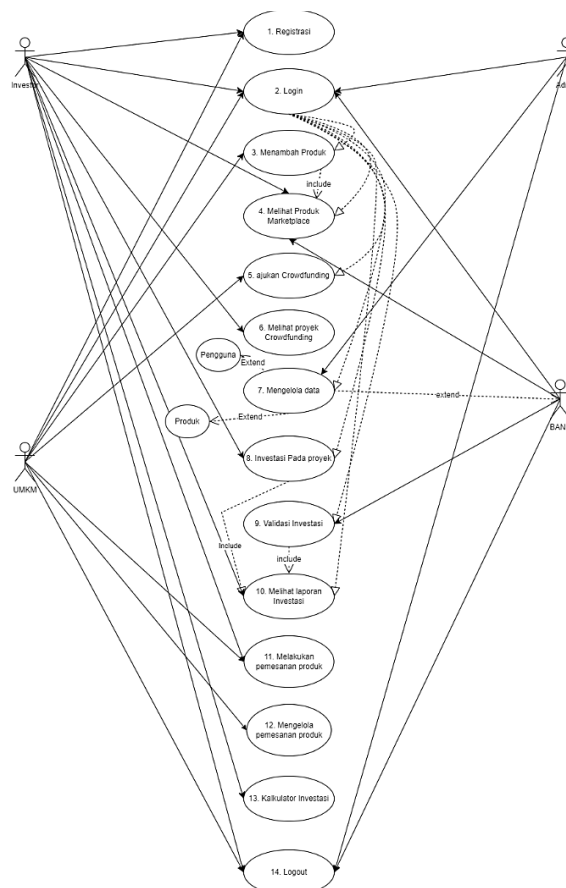 1. Registrasi
Investor
2. Login
3. Menambah Produk
include
4. Melihat Produk
Marketplace
5. ajukan Crowdfunding
6. Melihat proyek
Crowdfunding
Pengguna
Extend
7. Mengelola data
extend
Produk
Extend
BAN
UMKM
8. Investasi Pada proyek
9. Validasi Investasi
Include
include
10. Melihat laporan
Investasi
11. Melakukan
pemesanan produk
12. Mengelola
pemesanan produk
13. Kalkulator Investasi
14. Logout